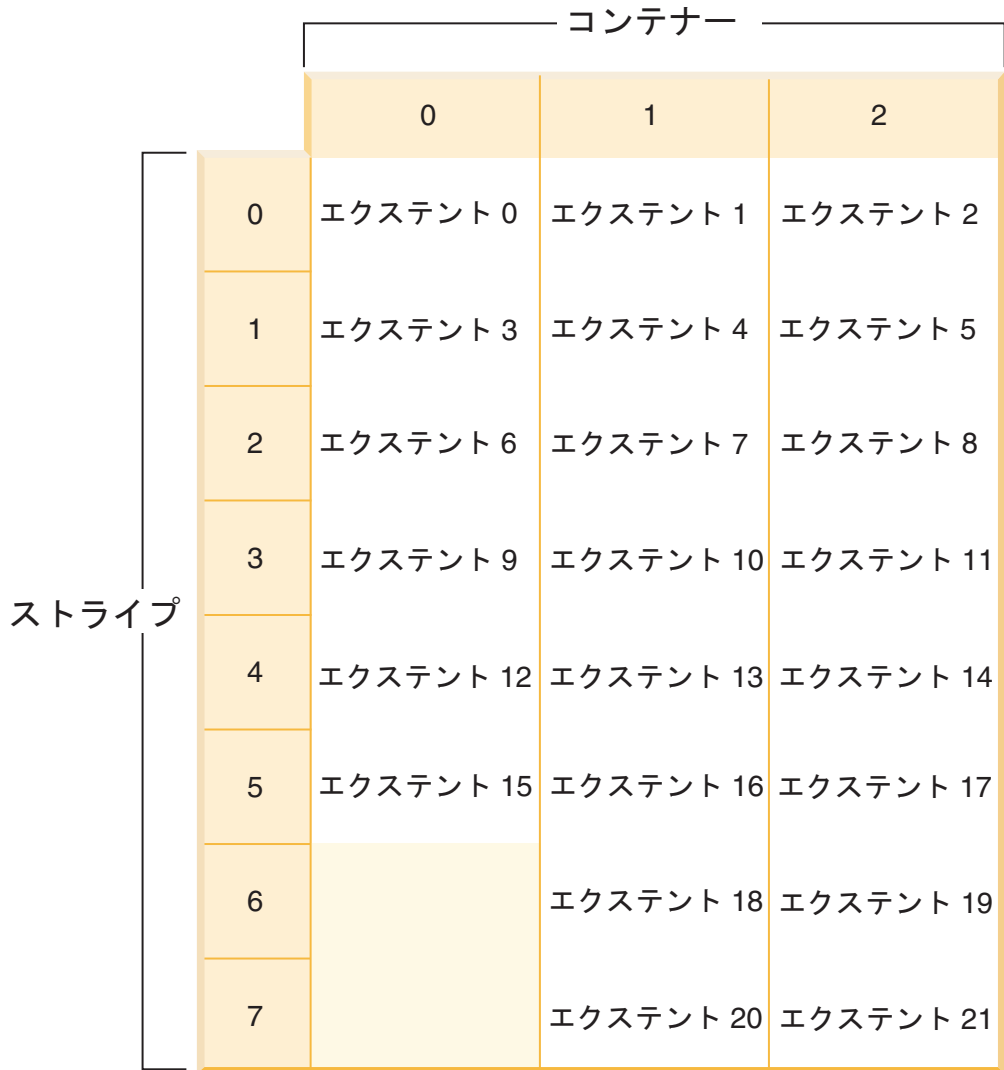 コンテナー
0 1 2
0 エクステント 0 エクステント 1 エクステント 2
1 エクステント 3 エクステント 4 エクステント 5
2 エクステント 6 エクステント 7 エクステント 8
3 エクステント 9 エクステント 10 エクステント 11
ストライプ
4 エクステント 12 エクステント 13 エクステント 14
5 エクステント 15 エクステント 16 エクステント 17
6 エクステント 18 エクステント 19
7 エクステント 20 エクステント 21